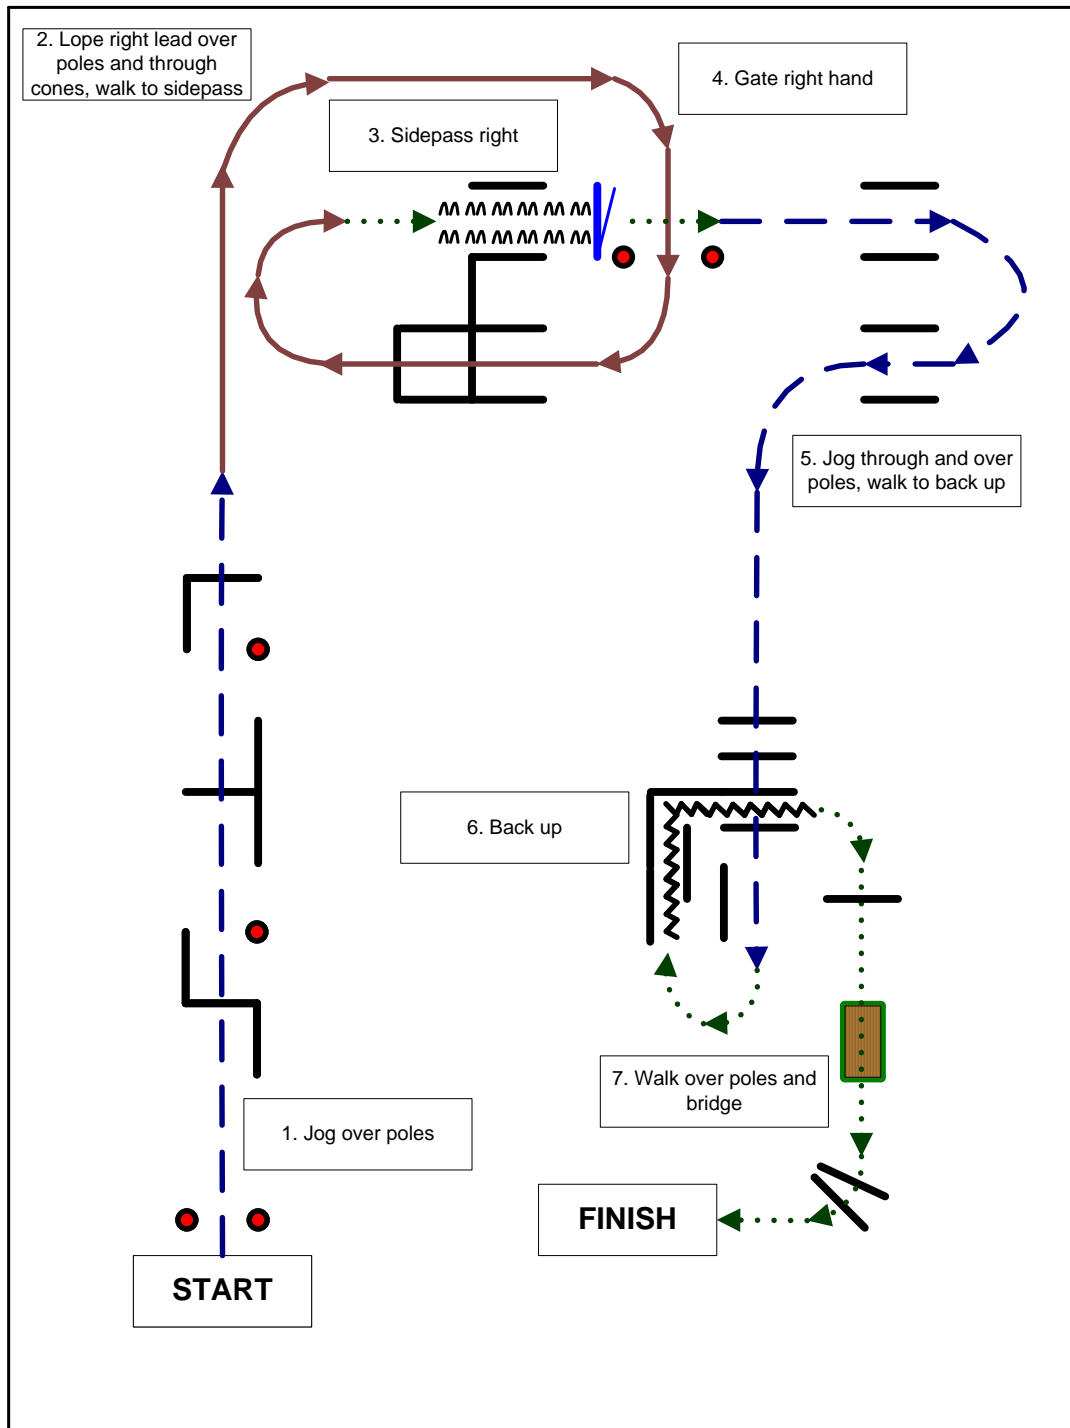 2. Lope right lead over
poles and through
cones, walk to sidepass
4. Gate right hand
3. Sidepass right
5. Jog through and over
poles, walk to back up
6. Back up
7. Walk over poles and
bridge
1. Jog over poles
FINISH
START